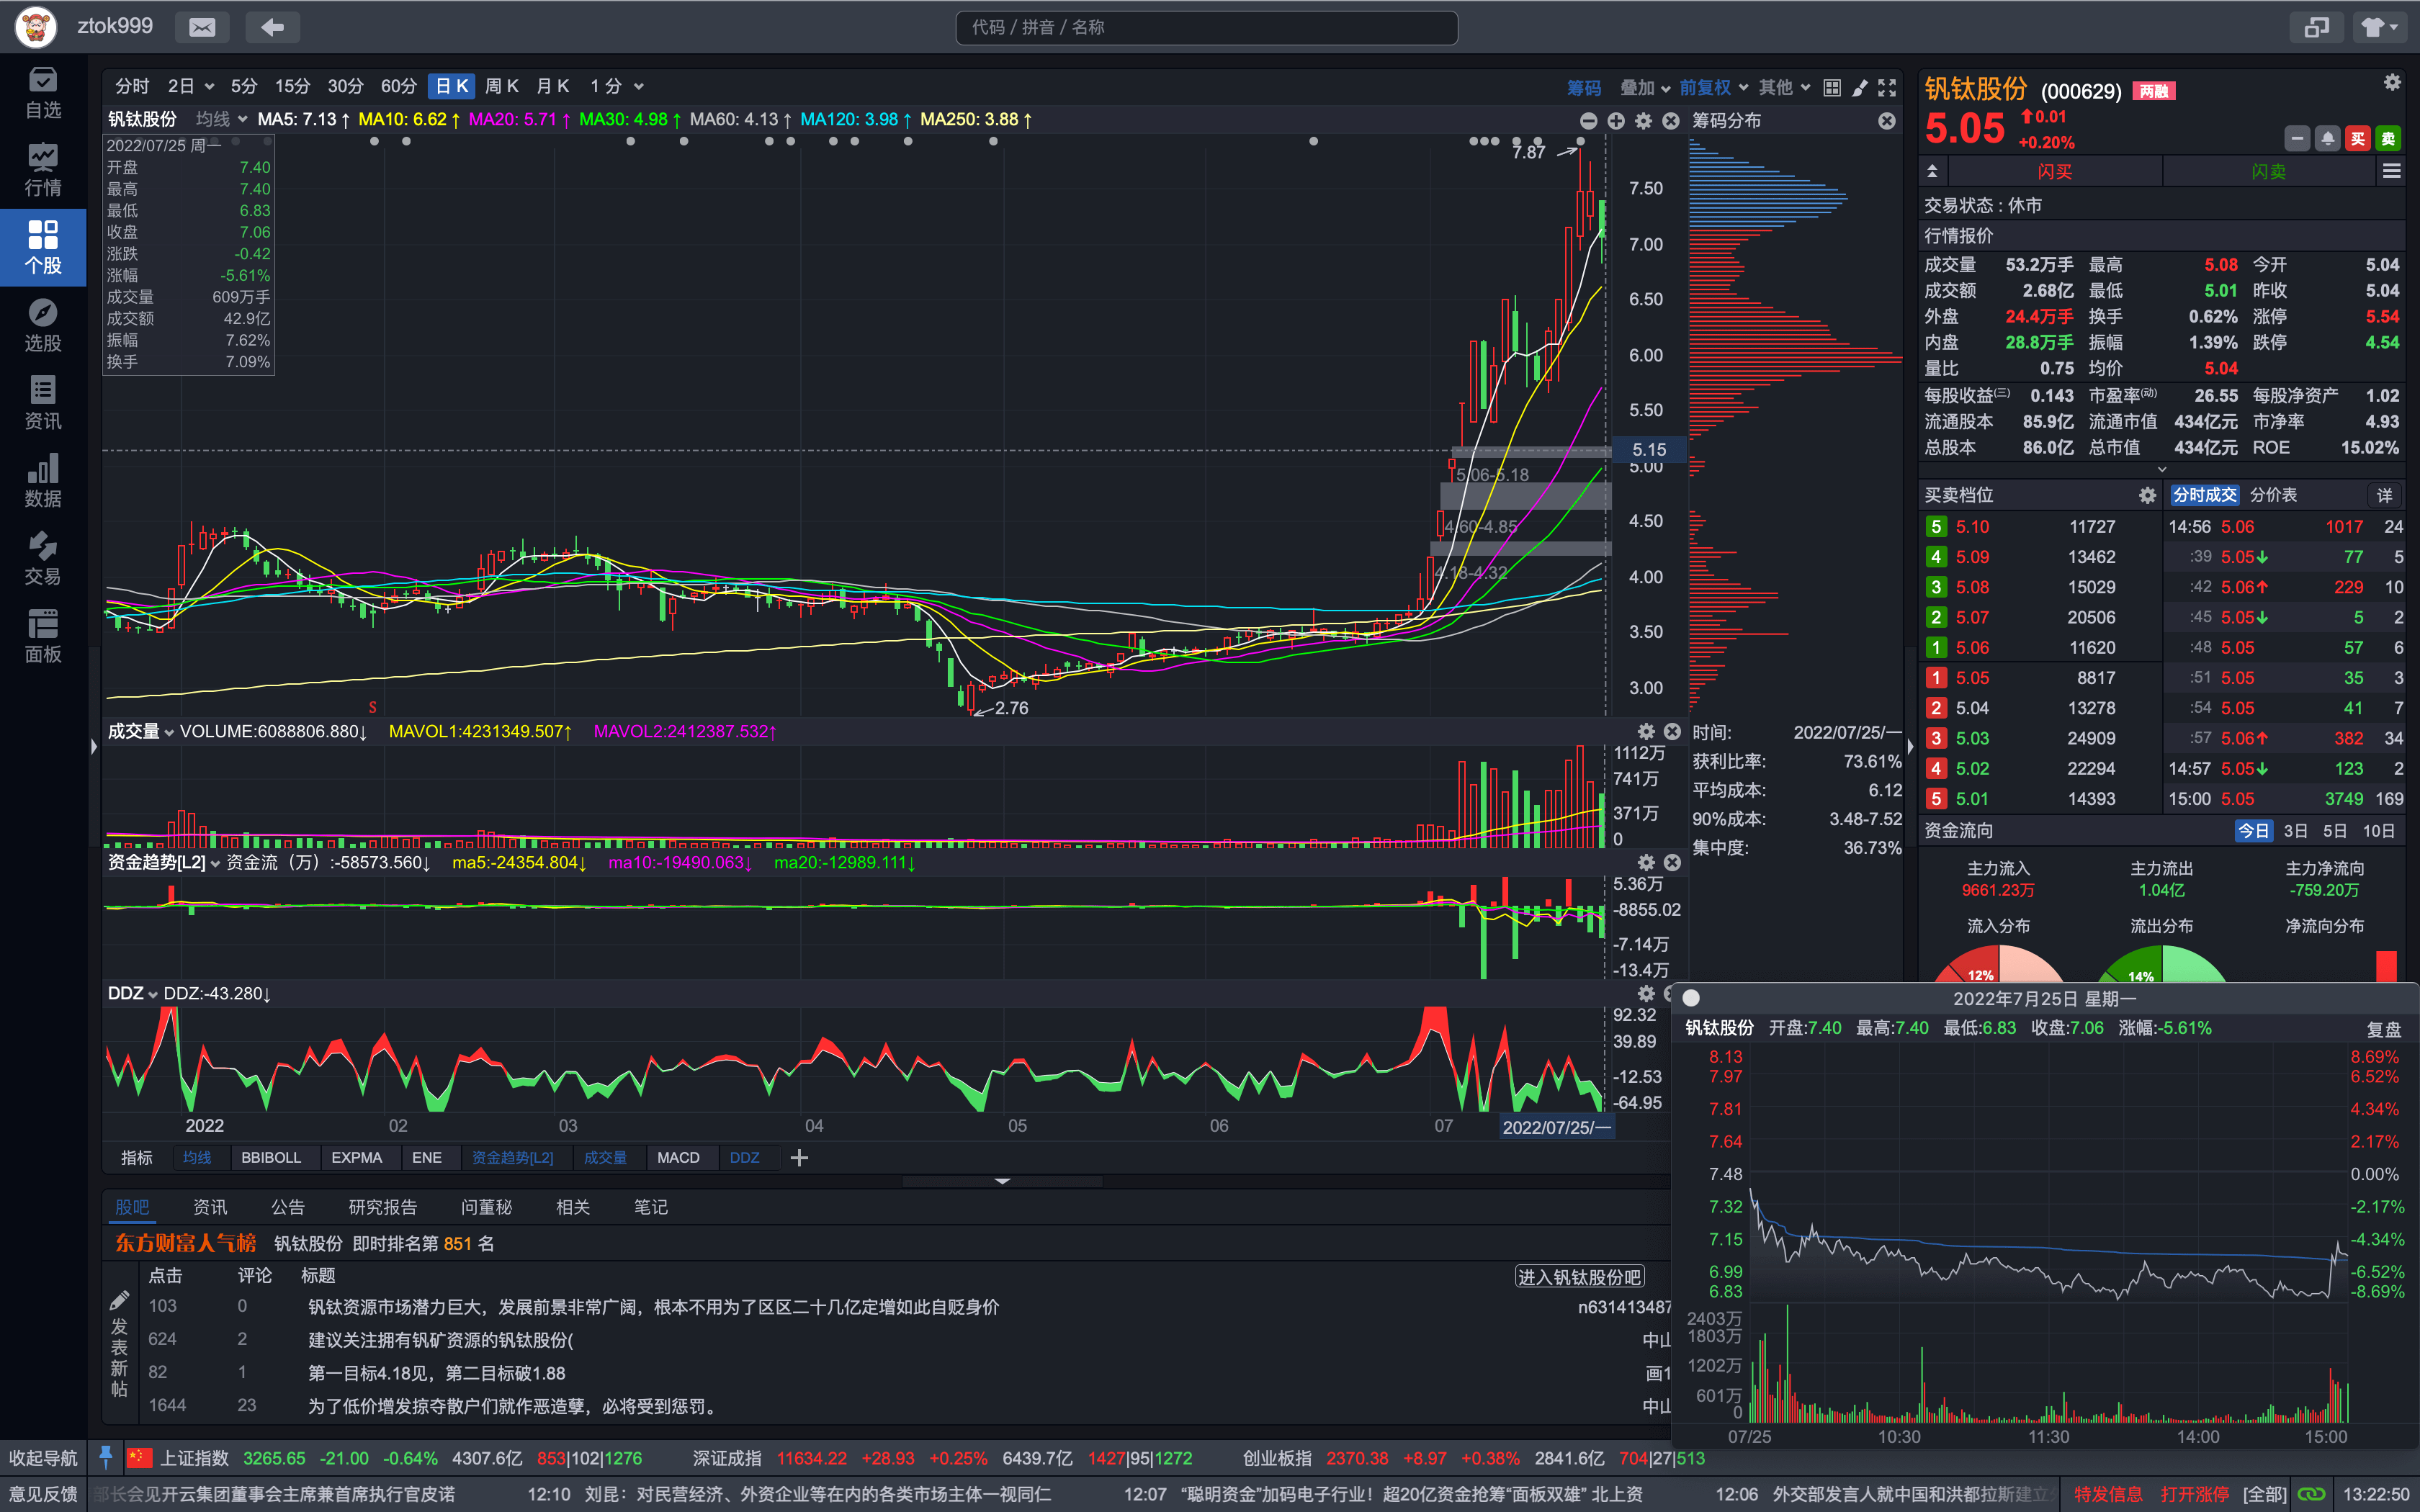 ztok999
代码 / 拼音 / 名称
自选
行情
个股
选股
资讯
数据
交易
面板
分时 2日 5分 15分 30分 60分 日K 周K 月K 1分
筹码 叠加 前复权 其他
钒钛股份 均线 MA5: 7.13↑ MA10: 6.62↑ MA20: 5.71↑ MA30: 4.98↑ MA60: 4.13↑ MA120: 3.98↑ MA250: 3.88↑
2022/07/25 周一
开盘 7.40
最高 7.40
最低 6.83
收盘 7.06
涨跌 -0.42
涨幅 -5.61%
成交量 609万手
成交额 42.9亿
振幅 7.62%
换手 7.09%
7.87
7.50
7.00
6.50
6.00
5.50
5.15
5.00
4.50
4.00
3.50
3.00
5.06-5.18
4.60-4.85
4.18-4.32
S
2.76
筹码分布
时间: 2022/07/25/一
获利比率: 73.61%
平均成本: 6.12
90%成本: 3.48-7.52
集中度: 36.73%
成交量 VOLUME:6088806.880↓ MAVOL1:4231349.507↑ MAVOL2:2412387.532↑
1112万
741万
371万
0
资金趋势[L2] 资金流（万）:-58573.560↓ ma5:-24354.804↓ ma10:-19490.063↓ ma20:-12989.111↓
5.36万
-8855.02
-7.14万
-13.4万
DDZ DDZ:-43.280↓
92.32
39.89
-12.53
-64.95
2022 02 03 04 05 06 07 2022/07/25/一
指标 均线 BBIBOLL EXPMA ENE 资金趋势[L2] 成交量 MACD DDZ
股吧 资讯 公告 研究报告 问董秘 相关 笔记
东方财富人气榜 钒钛股份 即时排名第 851 名
点击 评论 标题 进入钒钛股份吧
发表新帖
103 0 钒钛资源市场潜力巨大，发展前景非常广阔，根本不用为了区区二十几亿定增如此自贬身价 n631413487
624 2 建议关注拥有钒矿资源的钒钛股份( 中山
82 1 第一目标4.18见，第二目标破1.88 画1
1644 23 为了低价增发掠夺散户们就作恶造孽，必将受到惩罚。 中山
钒钛股份 (000629) 两融
5.05 0.01
+0.20%
买 卖
闪买 闪卖
交易状态 : 休市
行情报价
成交量 53.2万手 最高 5.08 今开 5.04
成交额 2.68亿 最低 5.01 昨收 5.04
外盘 24.4万手 换手 0.62% 涨停 5.54
内盘 28.8万手 振幅 1.39% 跌停 4.54
量比 0.75 均价 5.04
每股收益(三) 0.143 市盈率(动) 26.55 每股净资产 1.02
流通股本 85.9亿 流通市值 434亿元 市净率 4.93
总股本 86.0亿 总市值 434亿元 ROE 15.02%
买卖档位 分时成交 分价表 详
5 5.10 11727 14:56 5.06 1017 24
4 5.09 13462 :39 5.05↓ 77 5
3 5.08 15029 :42 5.06↑ 229 10
2 5.07 20506 :45 5.05↓ 5 2
1 5.06 11620 :48 5.05 57 6
1 5.05 8817 :51 5.05 35 3
2 5.04 13278 :54 5.05 41 7
3 5.03 24909 :57 5.06↑ 382 34
4 5.02 22294 14:57 5.05↓ 123 2
5 5.01 14393 15:00 5.05 3749 169
资金流向 今日 3日 5日 10日
主力流入 主力流出 主力净流向
9661.23万 1.04亿 -759.20万
流入分布 流出分布 净流向分布
12% 14%
2022年7月25日 星期一
钒钛股份 开盘:7.40 最高:7.40 最低:6.83 收盘:7.06 涨幅:-5.61% 复盘
8.13 8.69%
7.97 6.52%
7.81 4.34%
7.64 2.17%
7.48 0.00%
7.32 -2.17%
7.15 -4.34%
6.99 -6.52%
6.83 -8.69%
2403万
1803万
1202万
601万
0
07/25 10:30 11:30 14:00 15:00
收起导航 上证指数 3265.65 -21.00 -0.64% 4307.6亿 853|102|1276 深证成指 11634.22 +28.93 +0.25% 6439.7亿 1427|95|1272 创业板指 2370.38 +8.97 +0.38% 2841.6亿 704|27|513
意见反馈 部长会见开云集团董事会主席兼首席执行官皮诺 12:10 刘昆：对民营经济、外资企业等在内的各类市场主体一视同仁 12:07 “聪明资金”加码电子行业！超20亿资金抢筹“面板双雄” 北上资 12:06 外交部发言人就中国和洪都拉斯建立 特发信息 打开涨停 [全部] 13:22:50